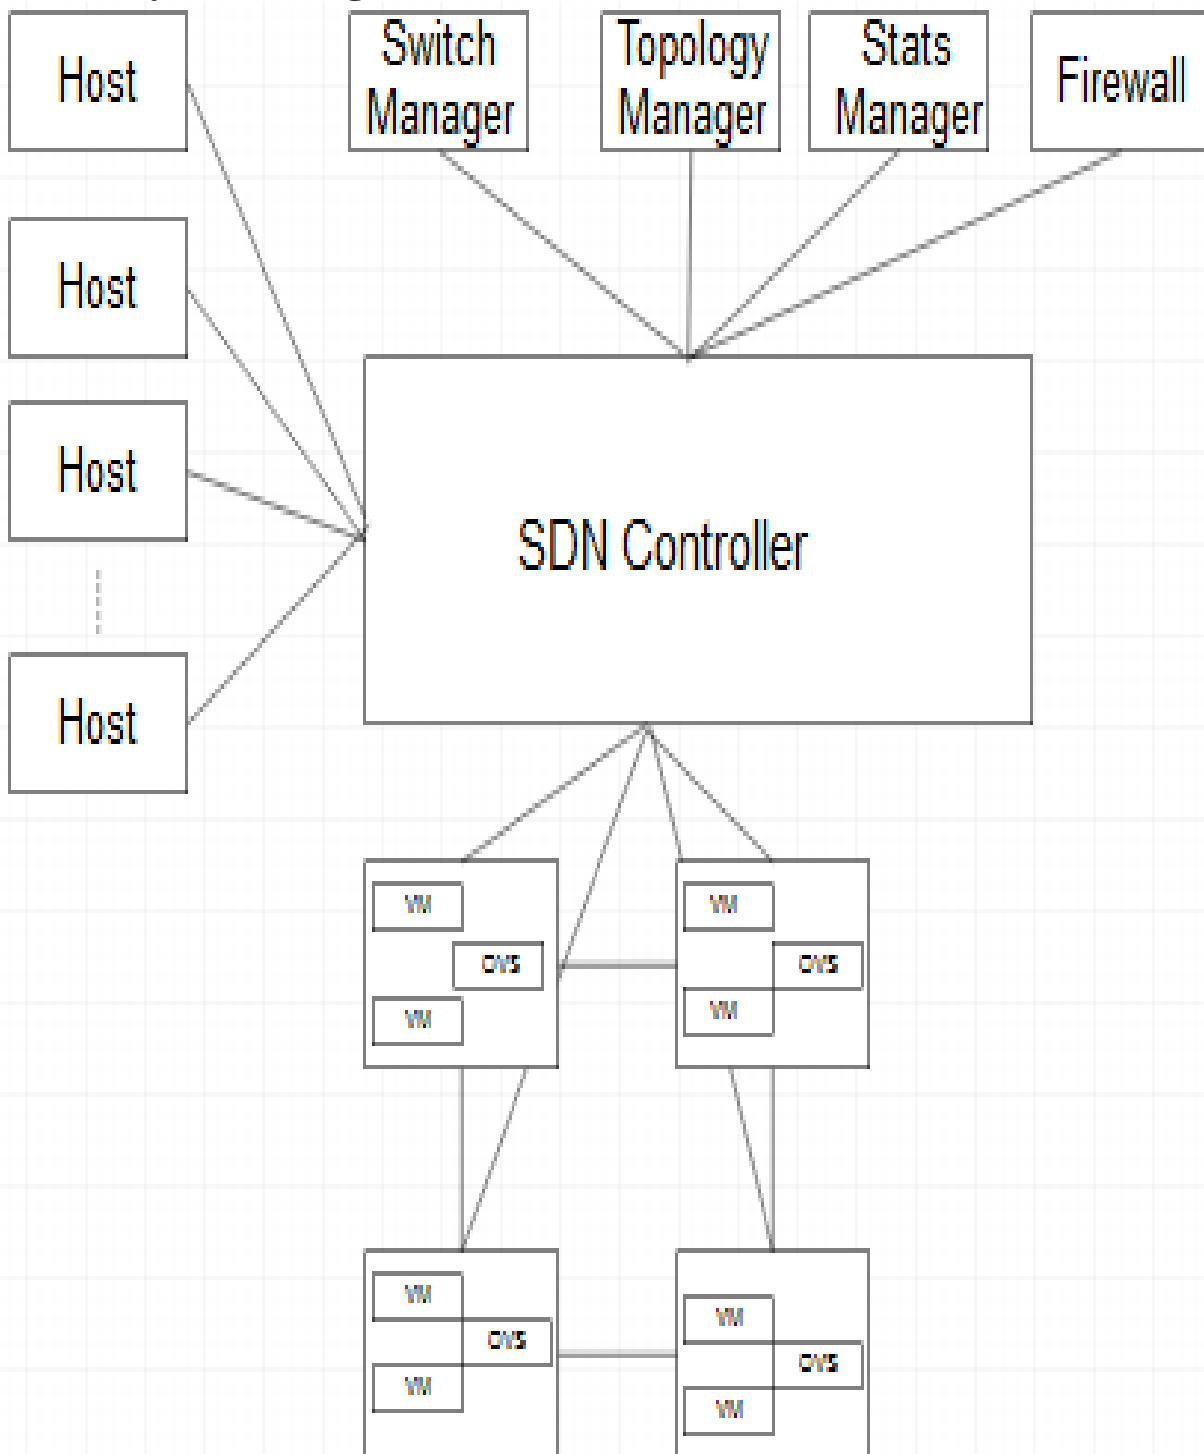 Host
Switch
Manager
Topology
Manager
Stats
Manager
Firewall
Host
Host
SDN Controller
Host
VM
OVS
VM
VM
OVS
VM
VM
OVS
VM
VM
OVS
VM